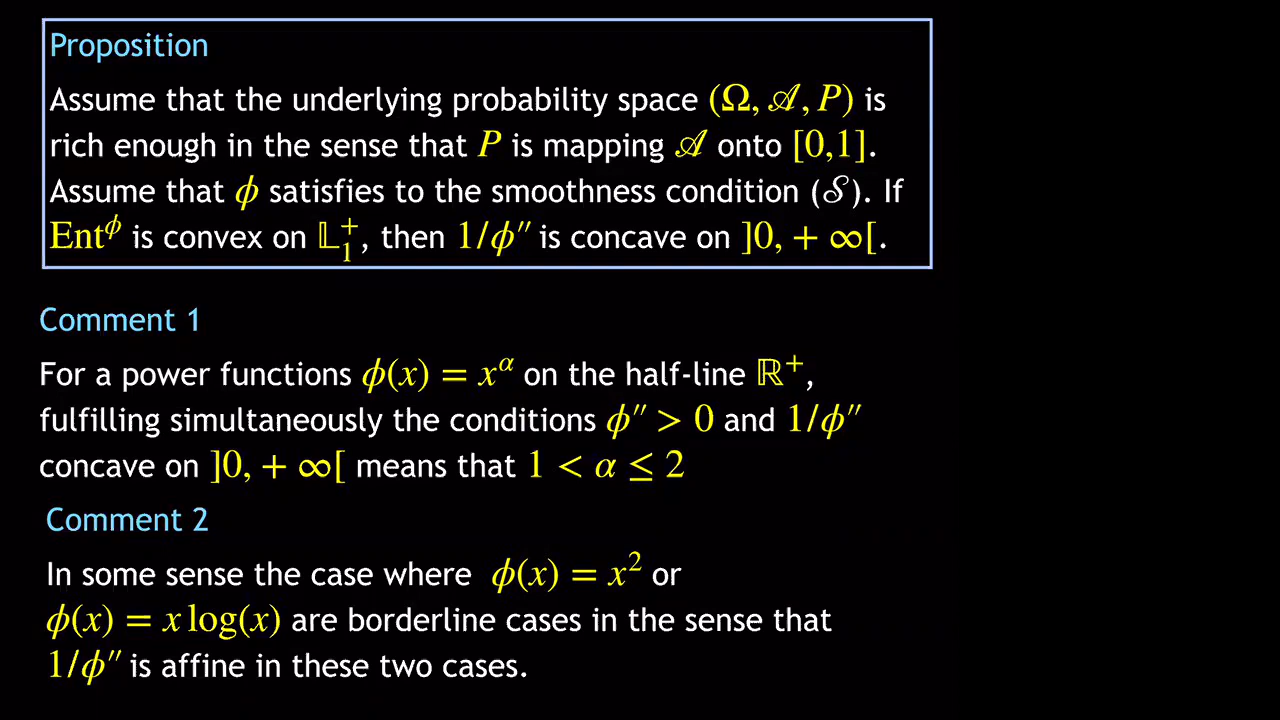 Proposition
Assume that the underlying probability space (Ω, 𝒜, P) is
rich enough in the sense that P is mapping 𝒜 onto [0,1].
Assume that ϕ satisfies to the smoothness condition (𝒮). If
Ent^ϕ is convex on 𝕃₁⁺, then 1/ϕ″ is concave on ]0, + ∞[.
Comment 1
For a power functions ϕ(x) = x^α on the half-line ℝ⁺,
fulfilling simultaneously the conditions ϕ″ > 0 and 1/ϕ″
concave on ]0, + ∞[ means that 1 < α ≤ 2
Comment 2
In some sense the case where ϕ(x) = x² or
ϕ(x) = x log(x) are borderline cases in the sense that
1/ϕ″ is affine in these two cases.